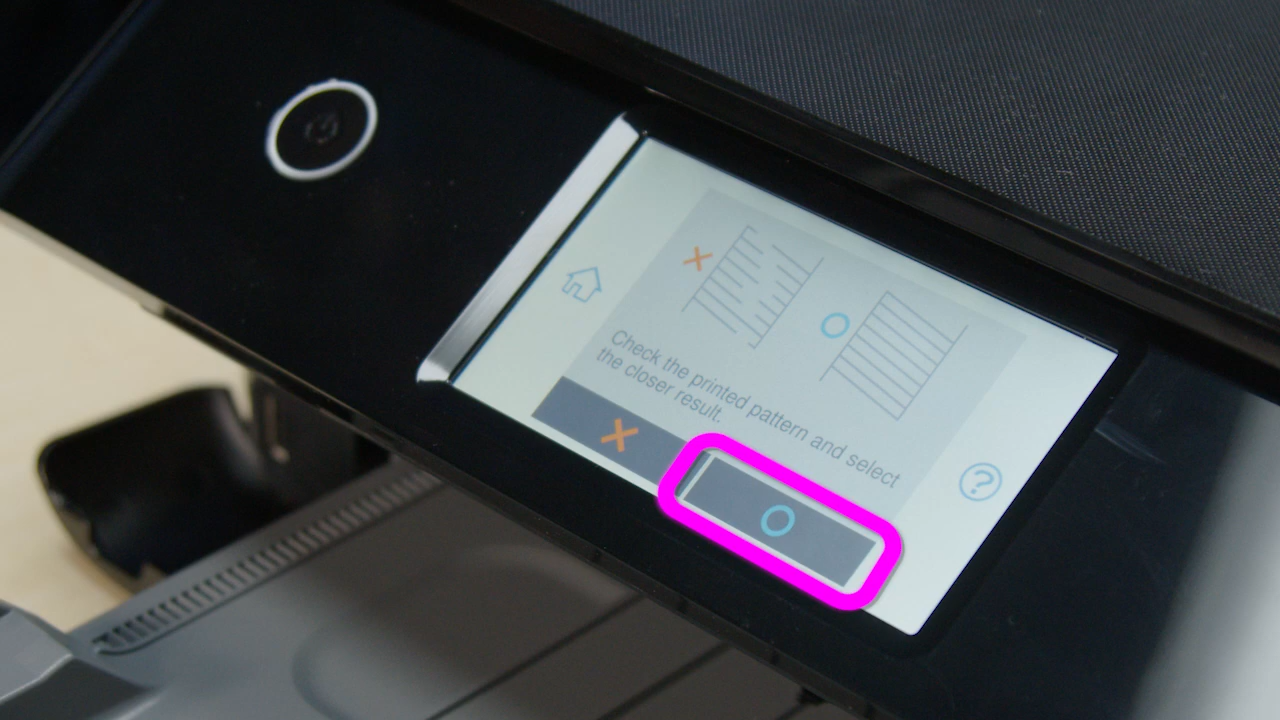 Check the printed pattern and select
the closer result.